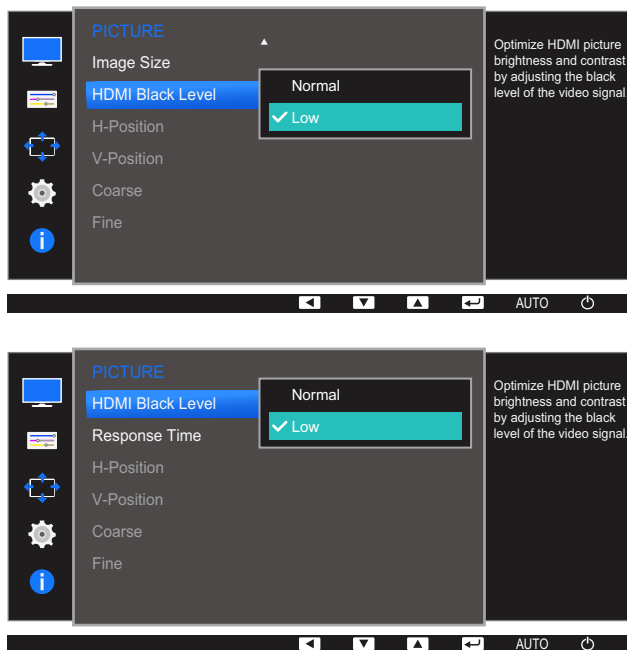 PICTURE
Image Size
HDMI Black Level
H-Position
V-Position
Coarse
Fine
Normal
Low
Optimize HDMI picture
brightness and contrast
by adjusting the black
level of the video signal.
AUTO
PICTURE
HDMI Black Level
Response Time
H-Position
V-Position
Coarse
Fine
Normal
Low
Optimize HDMI picture
brightness and contrast
by adjusting the black
level of the video signal.
AUTO